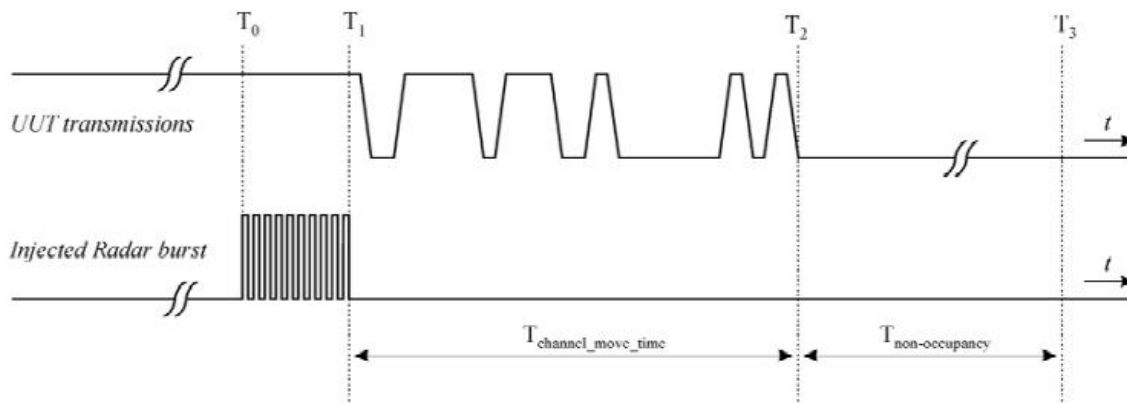 T0 T1 T2 T3
UUT transmissions
t
Injected Radar burst
t
Tchannel_move_time
Tnon-occupancy